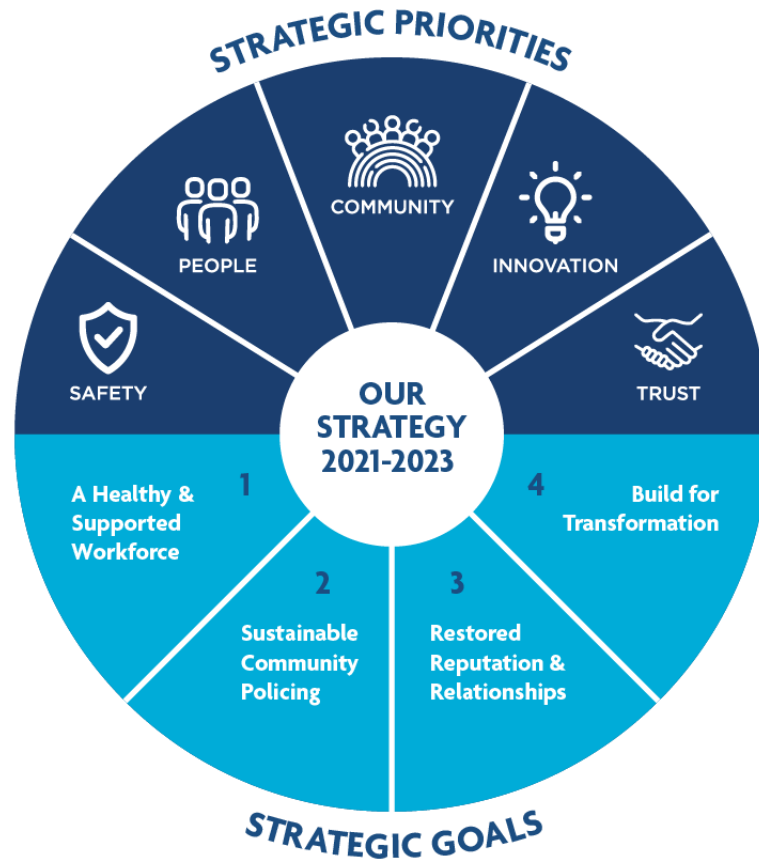 STRATEGIC PRIORITIES
SAFETY
PEOPLE
COMMUNITY
INNOVATION
TRUST
OUR
STRATEGY
2021-2023
1
A Healthy &
Supported
Workforce
2
Sustainable
Community
Policing
3
Restored
Reputation &
Relationships
4
Build for
Transformation
STRATEGIC GOALS